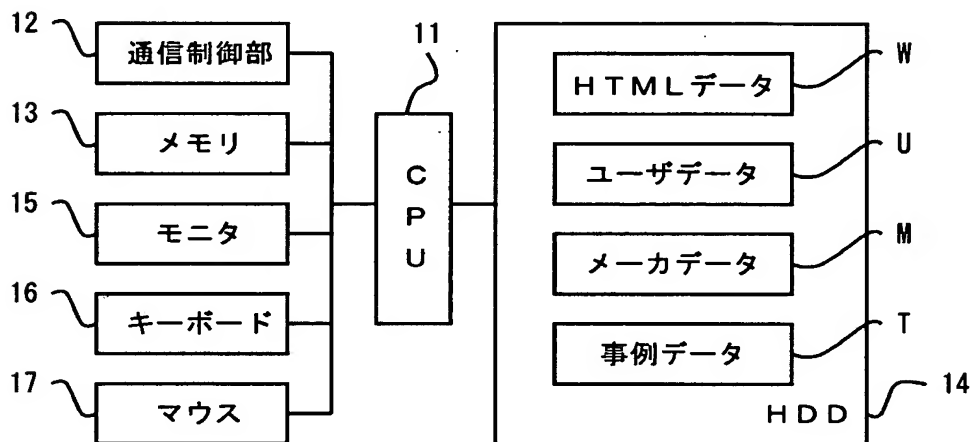 12
通信制御部
13
メモリ
15
モニタ
16
キーボード
17
マウス
11
CPU
HTMLデータ
W
ユーザデータ
U
メーカデータ
M
事例データ
T
HDD
14